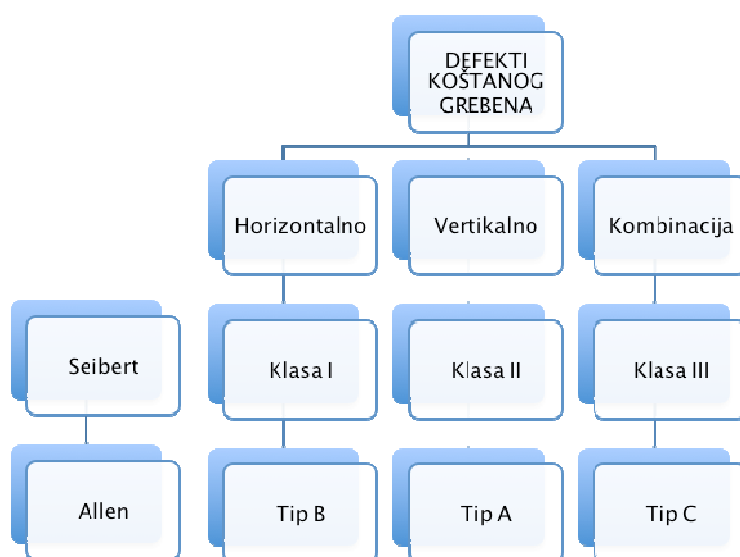 DEFEKTI
KOŠTANOG
GREBENA
Horizontalno
Vertikalno
Kombinacija
Seibert
Klasa I
Klasa II
Klasa III
Allen
Tip B
Tip A
Tip C